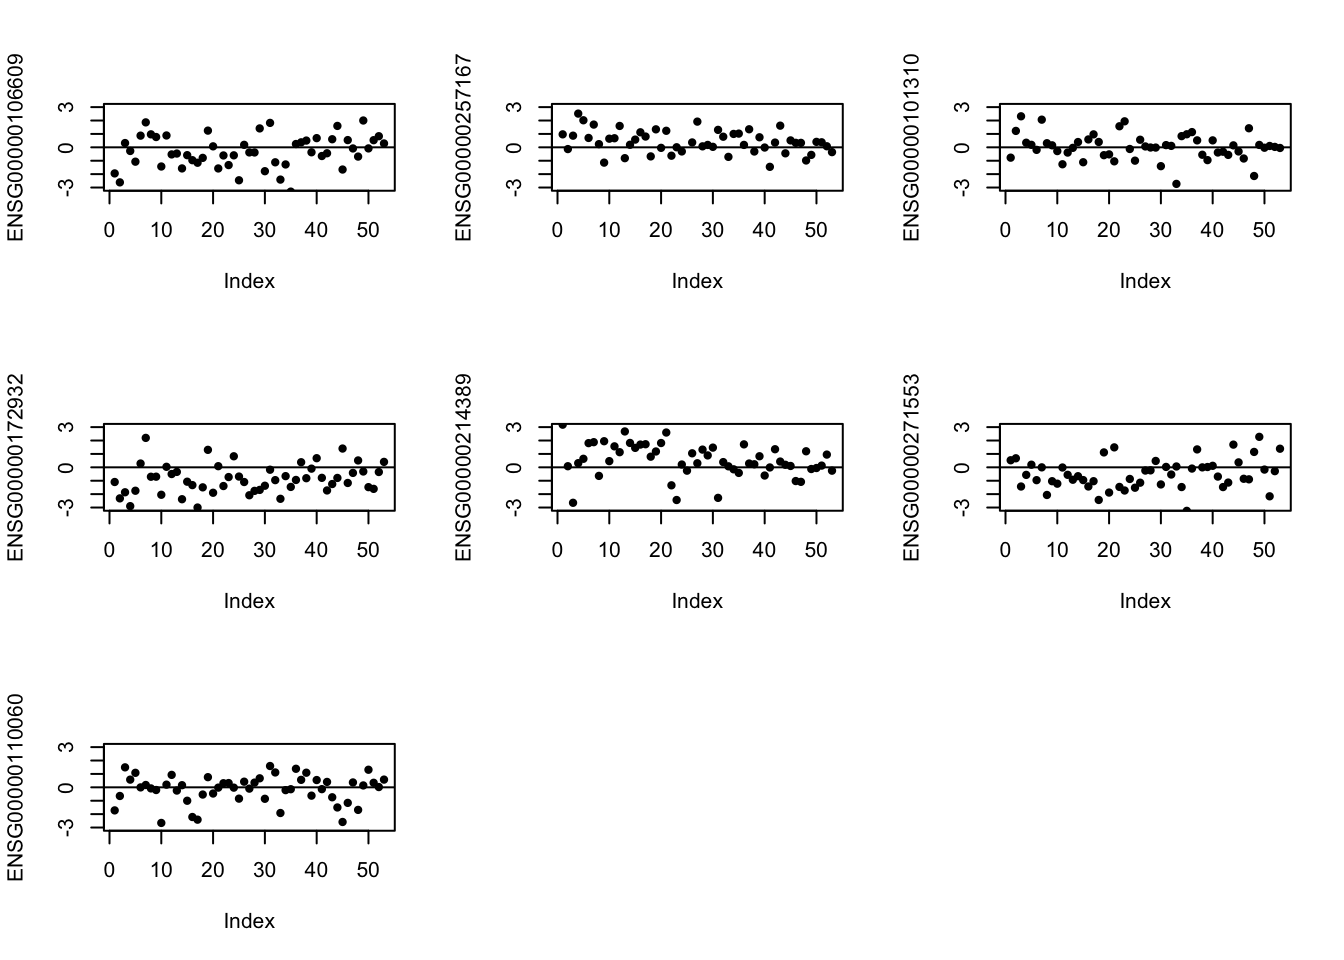 ENSG00000106609
3
0
-3
0 10 20 30 40 50
Index
ENSG00000257167
3
0
-3
0 10 20 30 40 50
Index
ENSG00000101310
3
0
-3
0 10 20 30 40 50
Index
ENSG00000172932
3
0
-3
0 10 20 30 40 50
Index
ENSG00000214389
3
0
-3
0 10 20 30 40 50
Index
ENSG00000271553
3
0
-3
0 10 20 30 40 50
Index
ENSG00000110060
3
0
-3
0 10 20 30 40 50
Index